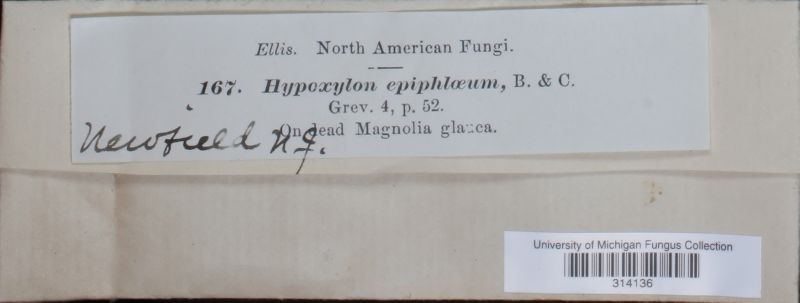 Ellis. North American Fungi.
167. Hypoxylon epiphlœum, B. & C.
Grev. 4, p. 52.
On dead Magnolia glauca.
Newfield N.J.
University of Michigan Fungus Collection
314136